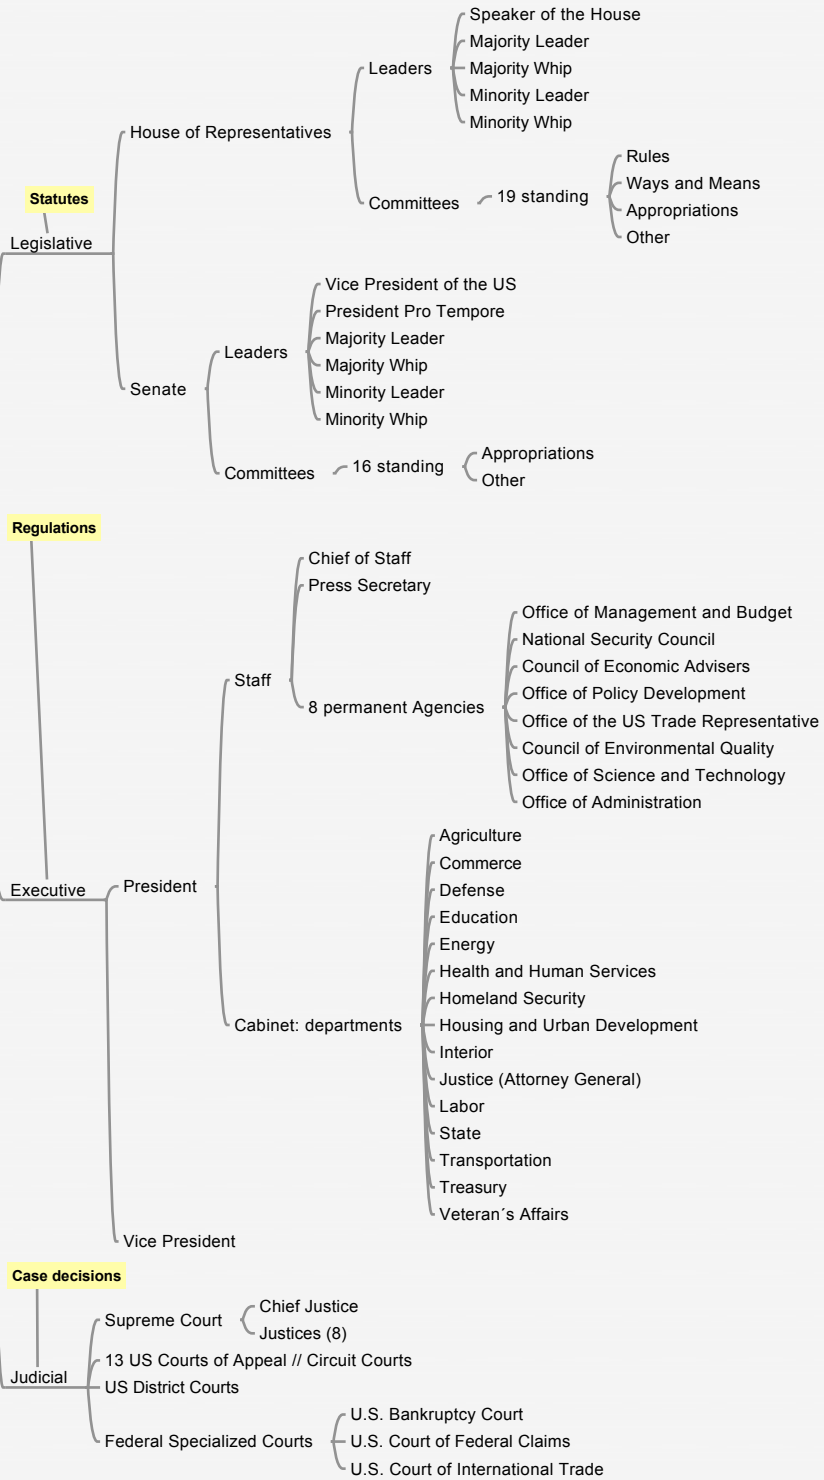 Statutes
Legislative
House of Representatives
Leaders
Speaker of the House
Majority Leader
Majority Whip
Minority Leader
Minority Whip
Committees
19 standing
Rules
Ways and Means
Appropriations
Other
Senate
Leaders
Vice President of the US
President Pro Tempore
Majority Leader
Majority Whip
Minority Leader
Minority Whip
Committees
16 standing
Appropriations
Other
Regulations
Executive
President
Staff
Chief of Staff
Press Secretary
8 permanent Agencies
Office of Management and Budget
National Security Council
Council of Economic Advisers
Office of Policy Development
Office of the US Trade Representative
Council of Environmental Quality
Office of Science and Technology
Office of Administration
Cabinet: departments
Agriculture
Commerce
Defense
Education
Energy
Health and Human Services
Homeland Security
Housing and Urban Development
Interior
Justice (Attorney General)
Labor
State
Transportation
Treasury
Veteran´s Affairs
Vice President
Case decisions
Judicial
Supreme Court
Chief Justice
Justices (8)
13 US Courts of Appeal // Circuit Courts
US District Courts
Federal Specialized Courts
U.S. Bankruptcy Court
U.S. Court of Federal Claims
U.S. Court of International Trade